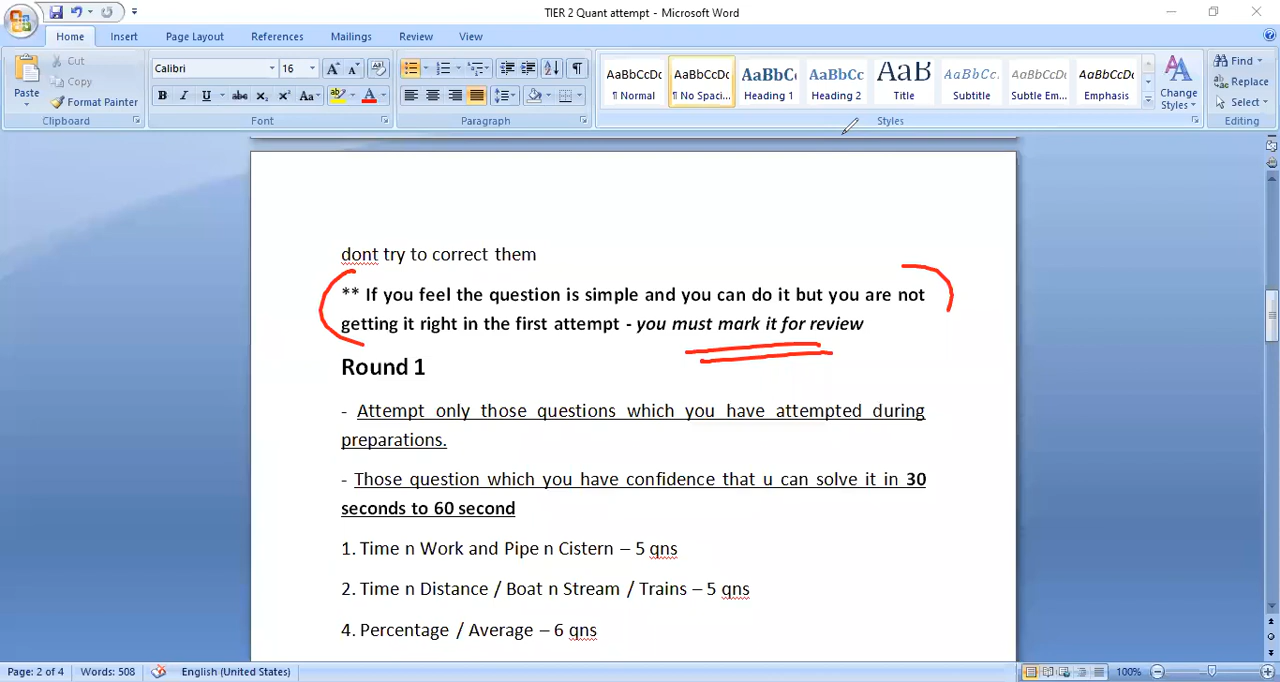 TIER 2 Quant attempt - Microsoft Word
Home Insert Page Layout References Mailings Review View
Paste
Cut
Copy
Format Painter
Clipboard
Calibri 16
B I U abc X₂ X² Aa
Font
Paragraph
AaBbCcDc AaBbCcDc AaBbC AaBbCc AaB AaBbCc. AaBbCcDc AaBbCcDc
¶ Normal ¶ No Spaci... Heading 1 Heading 2 Title Subtitle Subtle Em... Emphasis
Change Styles
Styles
Find
Replace
Select
Editing
dont try to correct them
** If you feel the question is simple and you can do it but you are not
getting it right in the first attempt - you must mark it for review
Round 1
- Attempt only those questions which you have attempted during
preparations.
- Those question which you have confidence that u can solve it in 30
seconds to 60 second
1. Time n Work and Pipe n Cistern – 5 qns
2. Time n Distance / Boat n Stream / Trains – 5 qns
4. Percentage / Average – 6 qns
Page: 2 of 4 Words: 508 English (United States) 100%